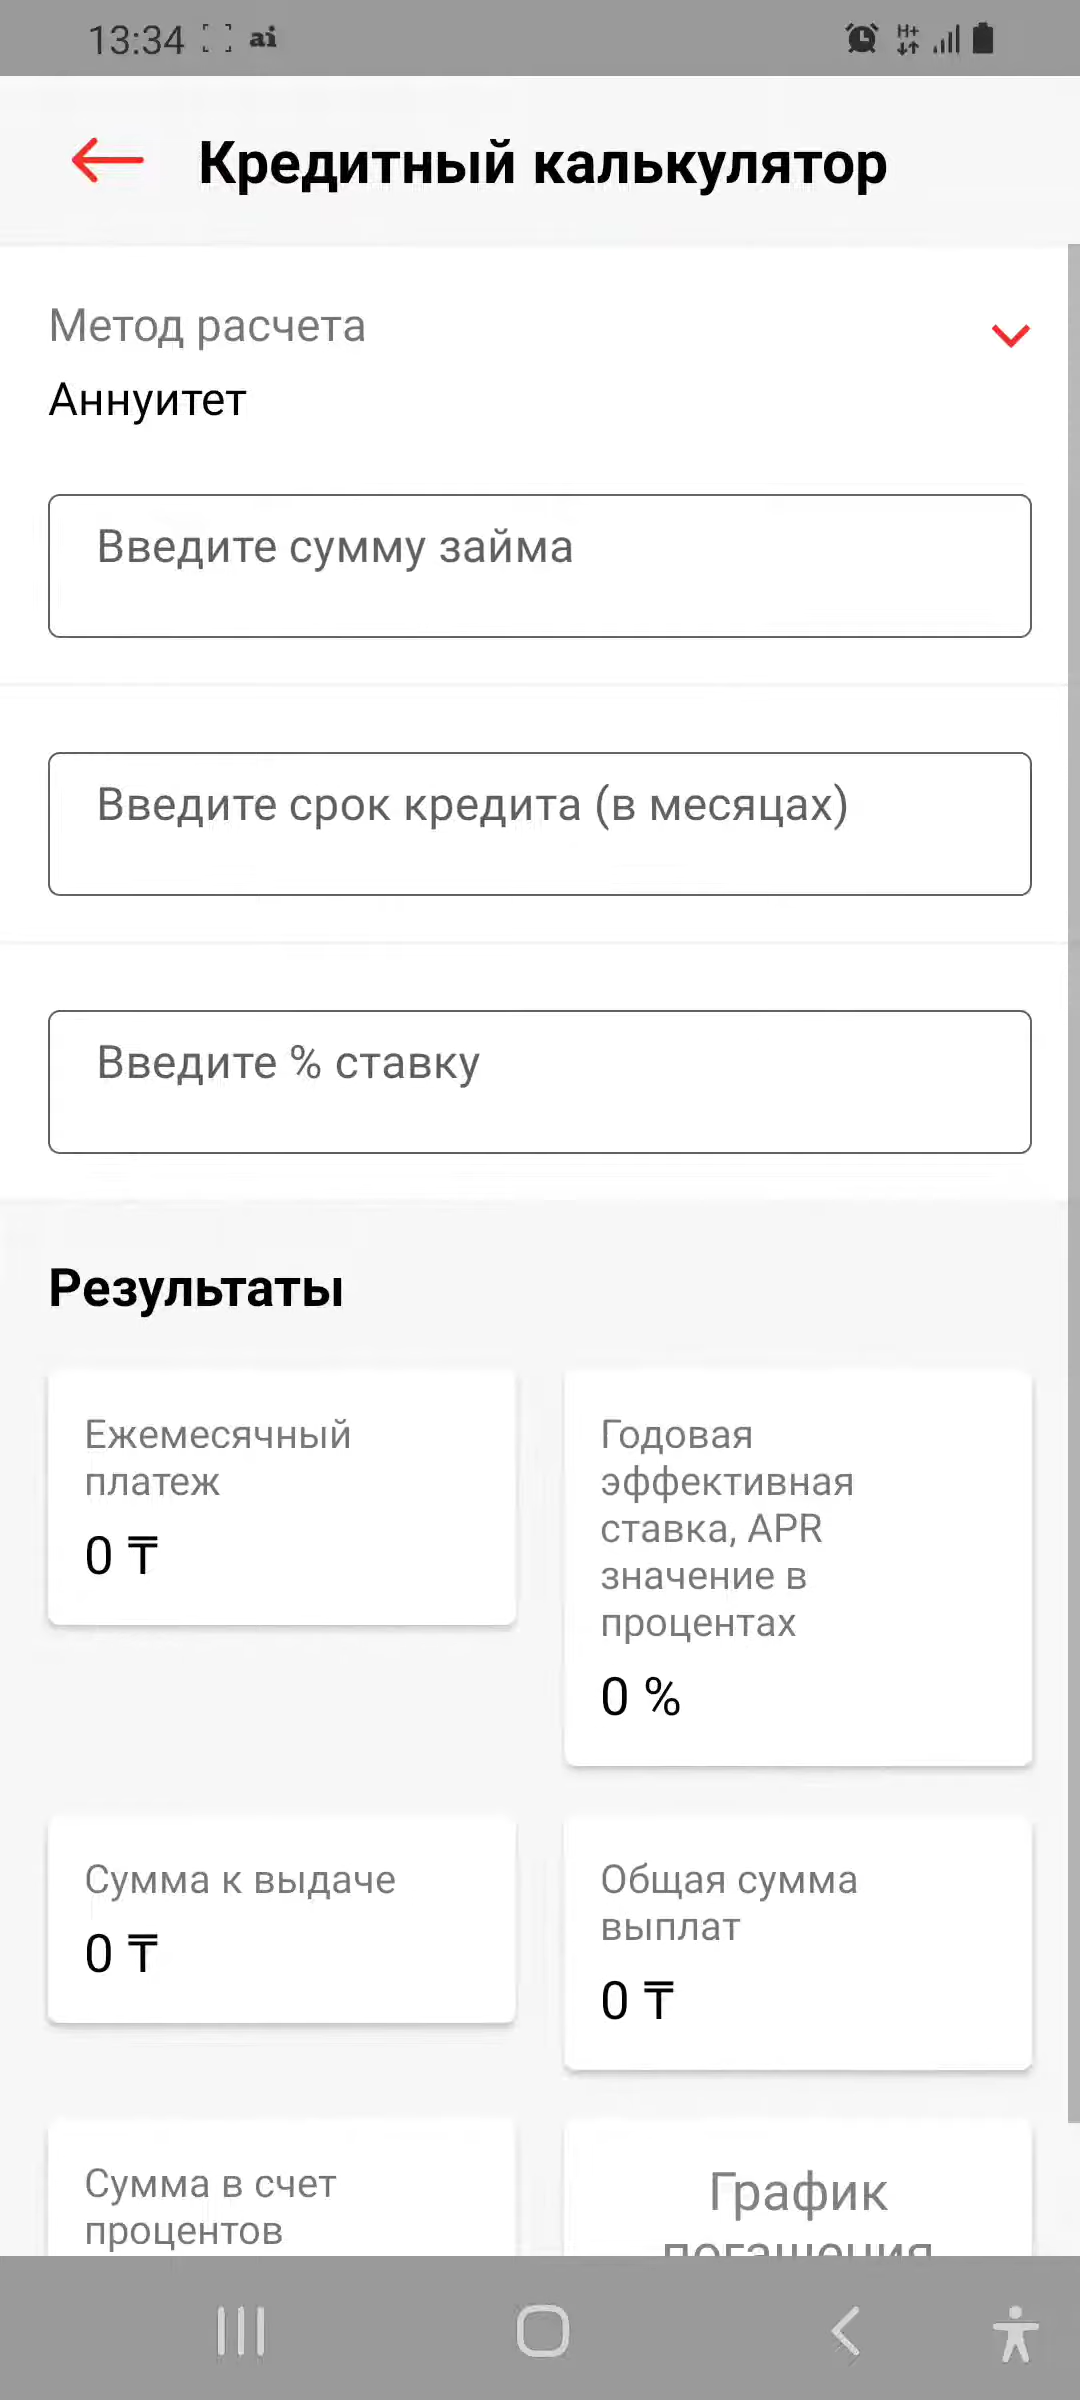 13:34 ai H+
Кредитный калькулятор
Метод расчета
Аннуитет
Введите сумму займа
Введите срок кредита (в месяцах)
Введите % ставку
Результаты
Ежемесячный
платеж
0 ₸
Годовая
эффективная
ставка, APR
значение в
процентах
0 %
Сумма к выдаче
0 ₸
Общая сумма
выплат
0 ₸
Сумма в счет
процентов
График
погашения